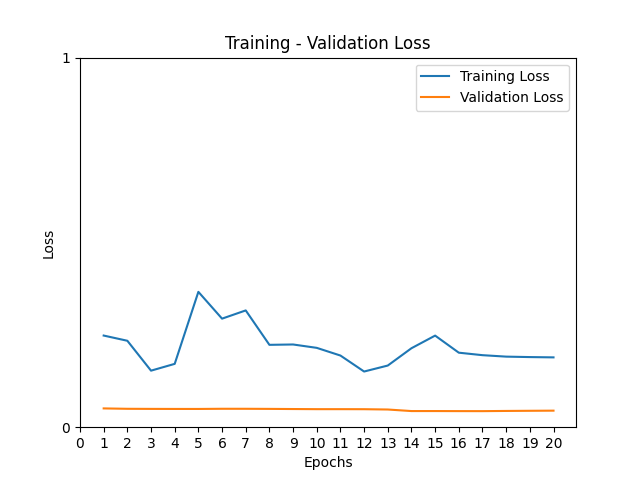 Training - Validation Loss
1
Training Loss
Validation Loss
Loss
0
0 1 2 3 4 5 6 7 8 9 10 11 12 13 14 15 16 17 18 19 20
Epochs